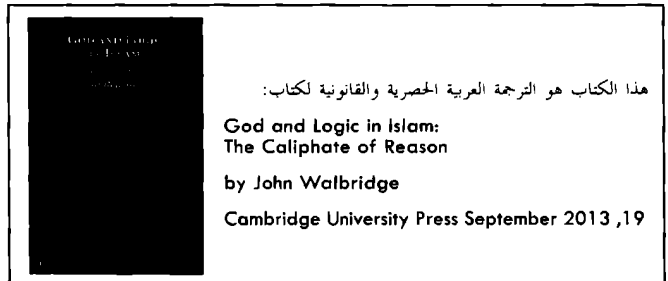 هذا الكتاب هو الترجمة العربية الحصرية والقانونية لكتاب:
God and Logic in Islam:
The Caliphate of Reason
by John Walbridge
Cambridge University Press September 2013 ,19